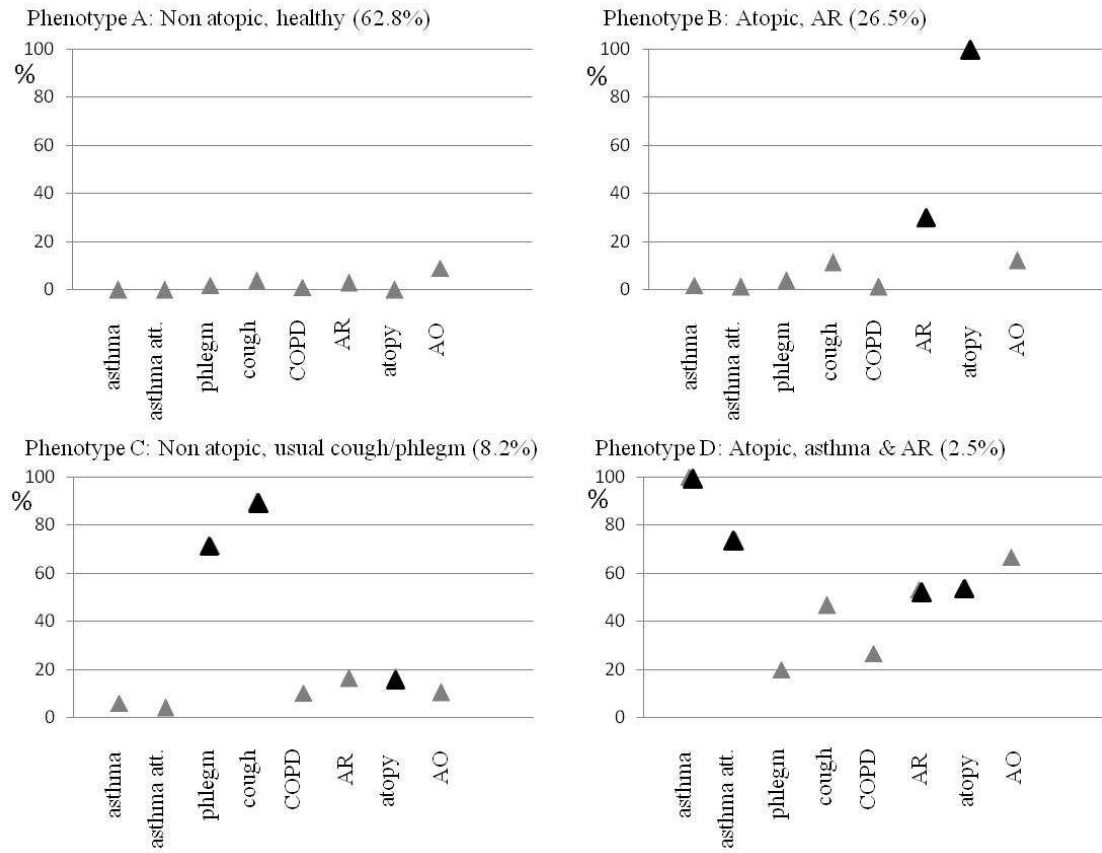 Phenotype A: Non atopic, healthy (62.8%)
%
100
80
60
40
20
0
asthma
asthma att.
phlegm
cough
COPD
AR
atopy
AO
Phenotype B: Atopic, AR (26.5%)
%
100
80
60
40
20
0
asthma
asthma att.
phlegm
cough
COPD
AR
atopy
AO
Phenotype C: Non atopic, usual cough/phlegm (8.2%)
%
100
80
60
40
20
0
asthma
asthma att.
phlegm
cough
COPD
AR
atopy
AO
Phenotype D: Atopic, asthma & AR (2.5%)
%
100
80
60
40
20
0
asthma
asthma att.
phlegm
cough
COPD
AR
atopy
AO